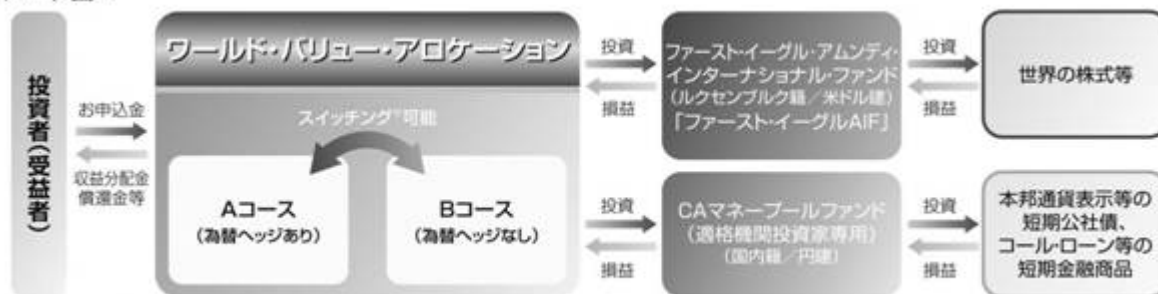 投資者(受益者)
お申込金
収益分配金
償還金等
ワールド・バリュー・アロケーション
スイッチング*可能
Aコース
(為替ヘッジあり)
Bコース
(為替ヘッジなし)
投資
損益
ファースト・イーグル・アムンディ・
インターナショナル・ファンド
(ルクセンブルク籍/米ドル建)
「ファースト・イーグルAIF」
投資
損益
世界の株式等
投資
損益
CAマネープールファンド
(適格機関投資家専用)
(国内籍/円建)
投資
損益
本邦通貨表示等の
短期公社債、
コール・ローン等の
短期金融商品